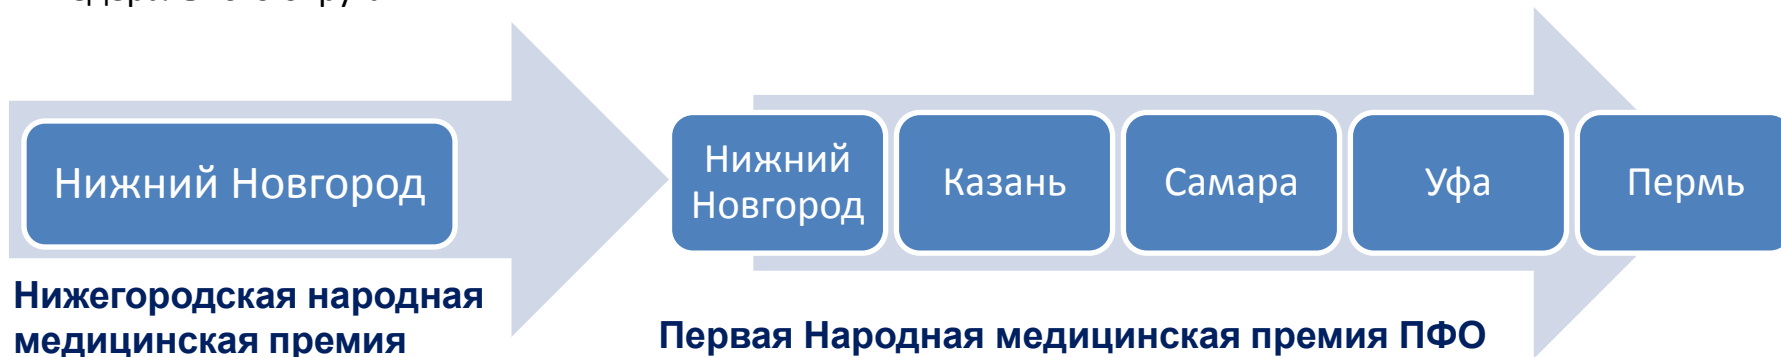 Нижний Новгород
Нижегородская народная
медицинская премия
Нижний
Новгород
Казань
Самара
Уфа
Пермь
Первая Народная медицинская премия ПФО